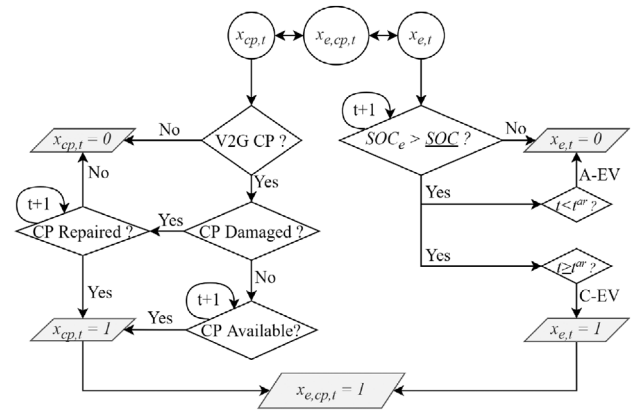 x_{cp,t} x_{e,cp,t} x_{e,t}
t+1
No V2G CP ? SOC_e > \underline{SOC} ? No
x_{cp,t} = 0 x_{e,t} = 0
No Yes Yes A-EV
t+1 t<t^{ar} ?
CP Repaired ? Yes CP Damaged ?
Yes t≥t^{ar} ?
Yes No C-EV
t+1
x_{cp,t} = 1 Yes CP Available? x_{e,t} = 1
x_{e,cp,t} = 1